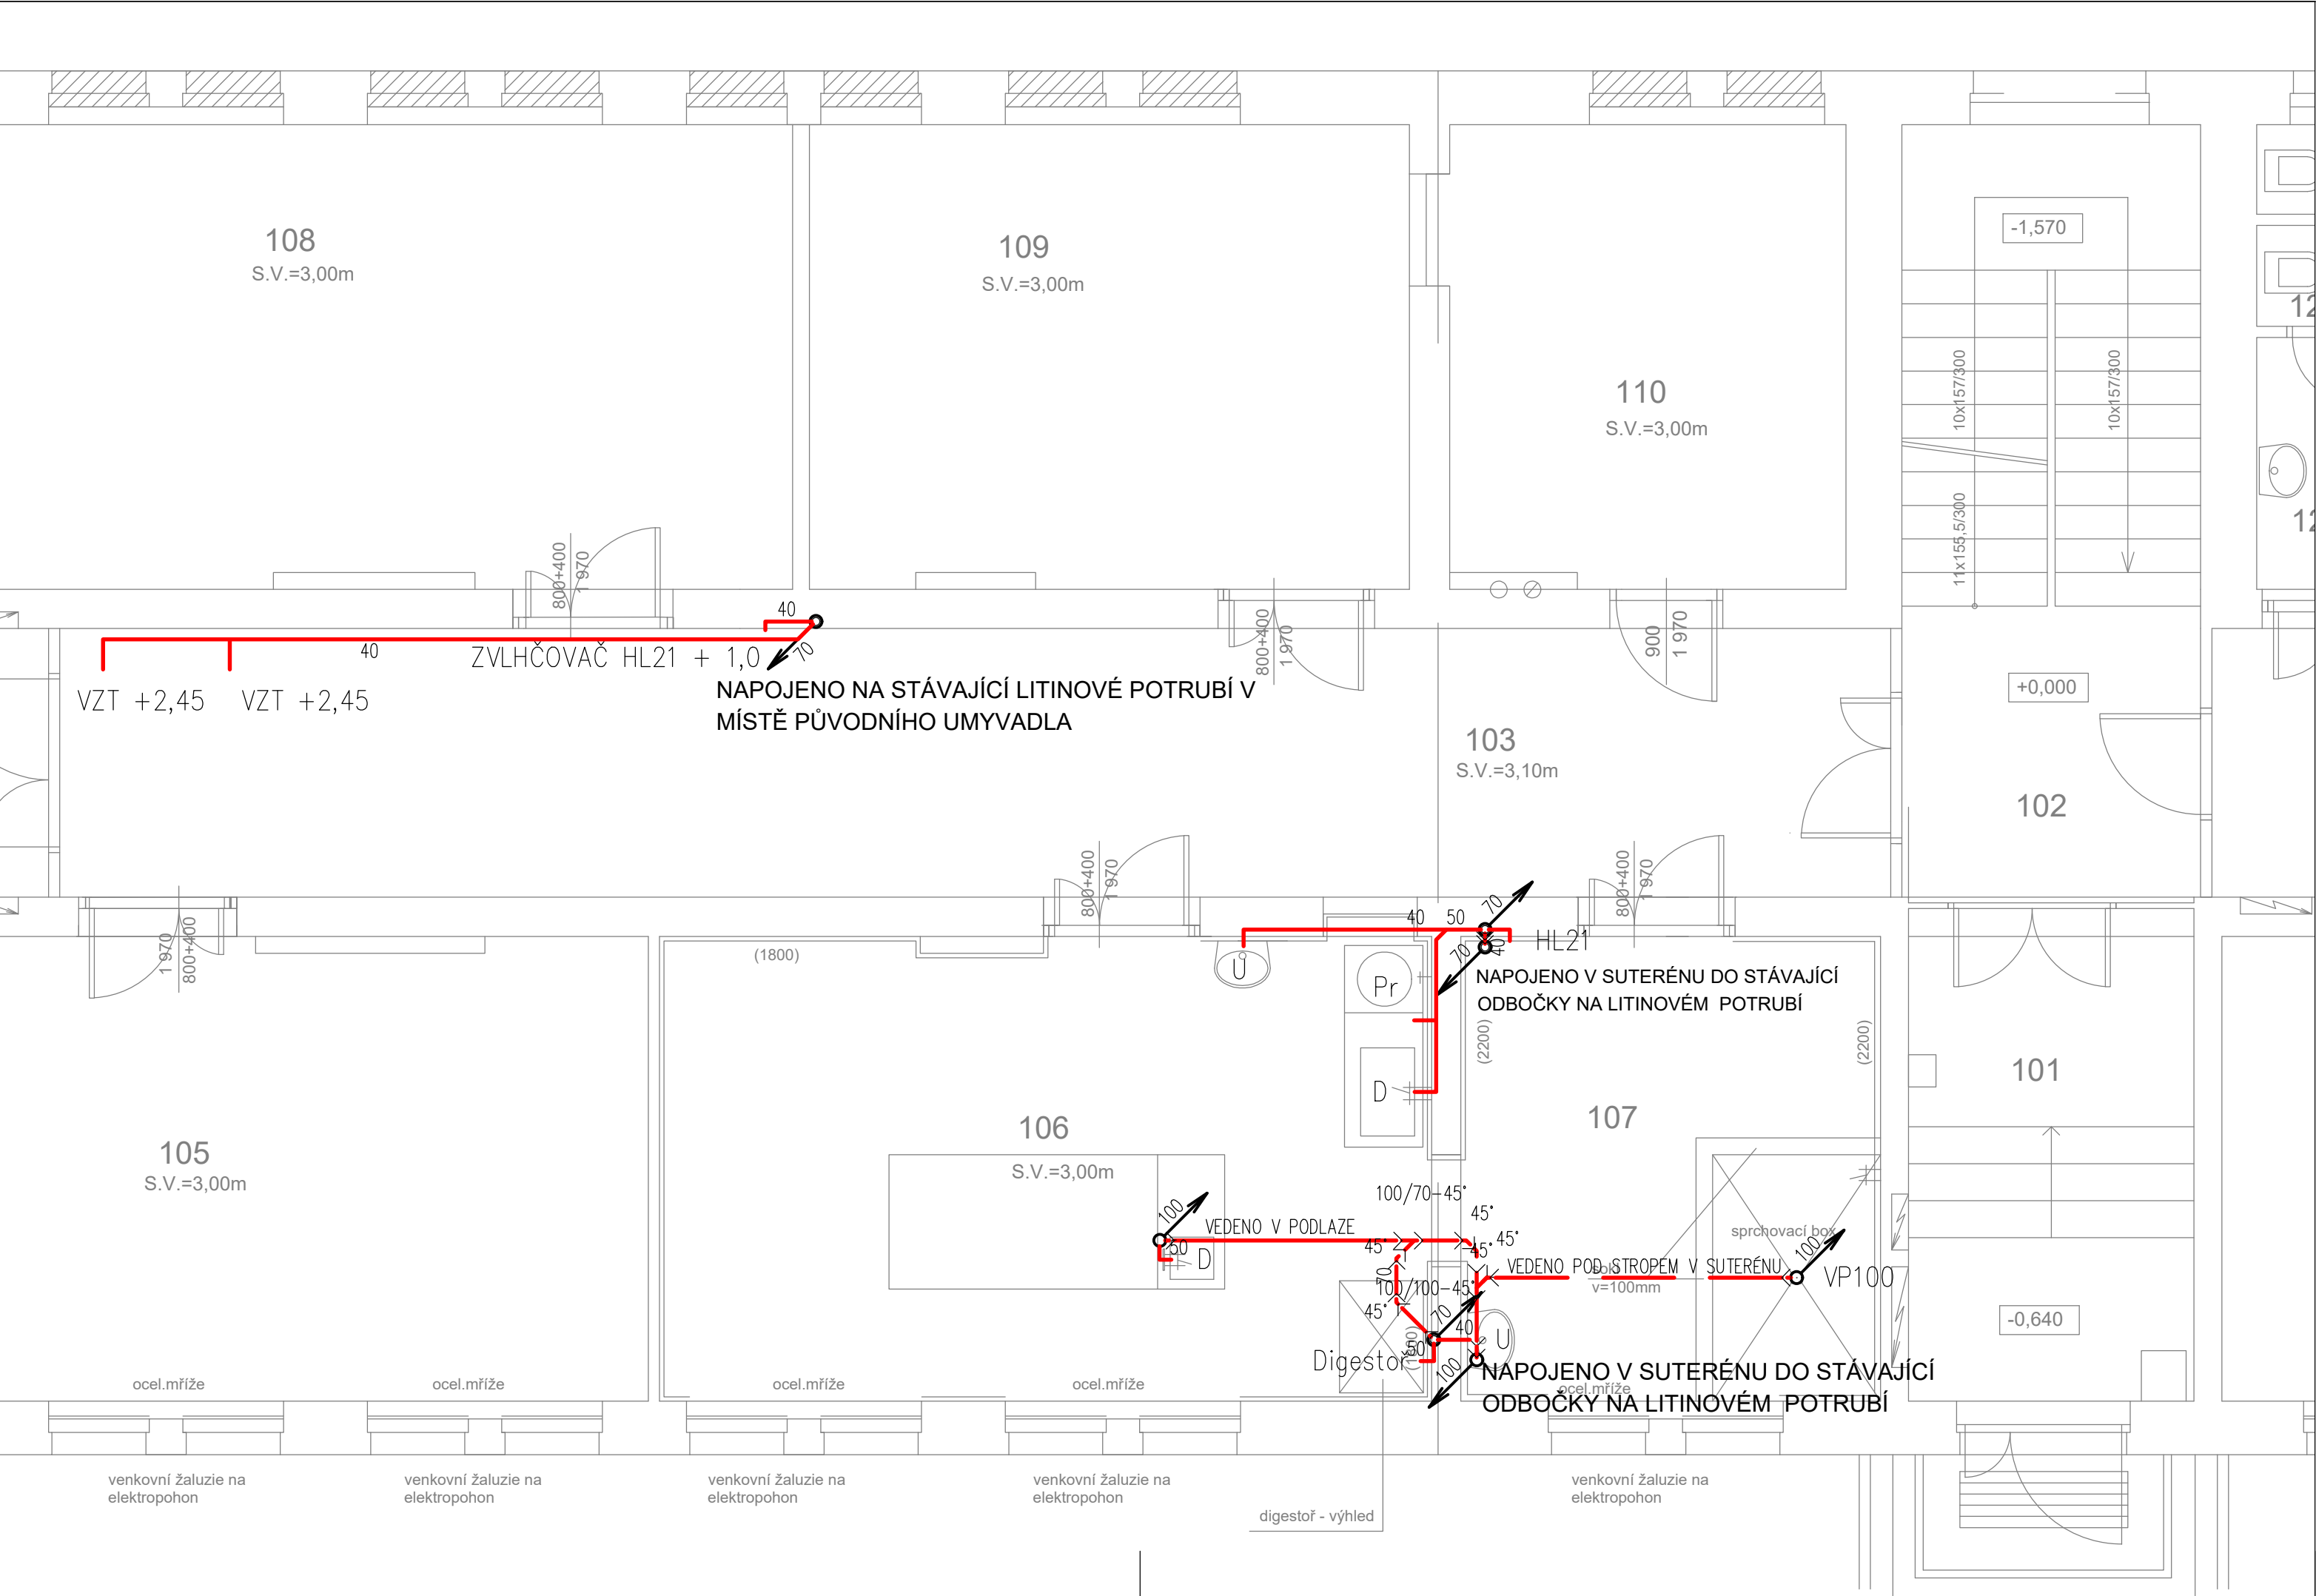 108
S.V.=3,00m
109
S.V.=3,00m
110
S.V.=3,00m
-1,570
10x157/300
10x157/300
11x155,5/300
12
12
800+400
1 970
800+400
1 970
900
1 970
40
40
70
ZVLHČOVAČ HL21 + 1,0
VZT +2,45
VZT +2,45
NAPOJENO NA STÁVAJÍCÍ LITINOVÉ POTRUBÍ V
MÍSTĚ PŮVODNÍHO UMYVADLA
+0,000
103
S.V.=3,10m
102
800+400
1 970
800+400
1 970
1 970
800+400
(1800)
40
50
70
70
40
HL21
U
Pr
D
NAPOJENO V SUTERÉNU DO STÁVAJÍCÍ
ODBOČKY NA LITINOVÉM POTRUBÍ
(2200)
(2200)
101
107
106
S.V.=3,00m
105
S.V.=3,00m
100/70-45°
45°
45°
45°
45°
100
50
D
VEDENO V PODLAZE
sprchovací box
100
VP100
VEDENO POD STROPEM V SUTERÉNU
sokl
v=100mm
70
100/100-45°
45°
70
40
50
(1800)
U
Digestoř
100
-0,640
NAPOJENO V SUTERÉNU DO STÁVAJÍCÍ
ODBOČKY NA LITINOVÉM POTRUBÍ
ocel.mříže
ocel.mříže
ocel.mříže
ocel.mříže
ocel.mříže
venkovní žaluzie na
elektropohon
venkovní žaluzie na
elektropohon
venkovní žaluzie na
elektropohon
venkovní žaluzie na
elektropohon
venkovní žaluzie na
elektropohon
digestoř - výhled